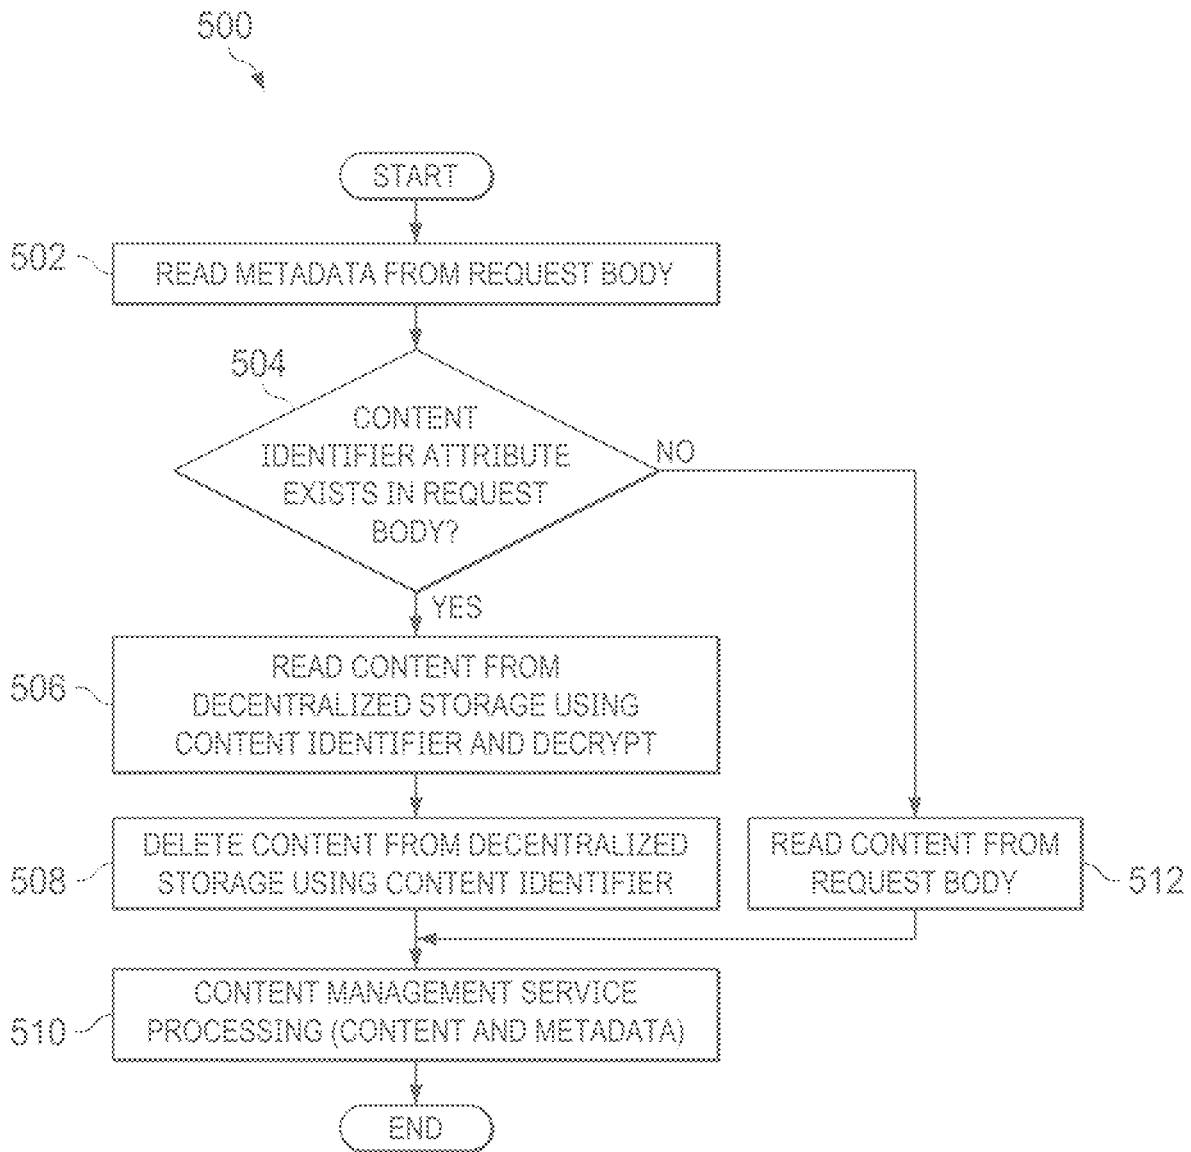 500
START
502
READ METADATA FROM REQUEST BODY
504
CONTENT
IDENTIFIER ATTRIBUTE
EXISTS IN REQUEST
BODY?
NO
YES
506
READ CONTENT FROM
DECENTRALIZED STORAGE USING
CONTENT IDENTIFIER AND DECRYPT
508
DELETE CONTENT FROM DECENTRALIZED
STORAGE USING CONTENT IDENTIFIER
READ CONTENT FROM
REQUEST BODY
512
510
CONTENT MANAGEMENT SERVICE
PROCESSING (CONTENT AND METADATA)
END